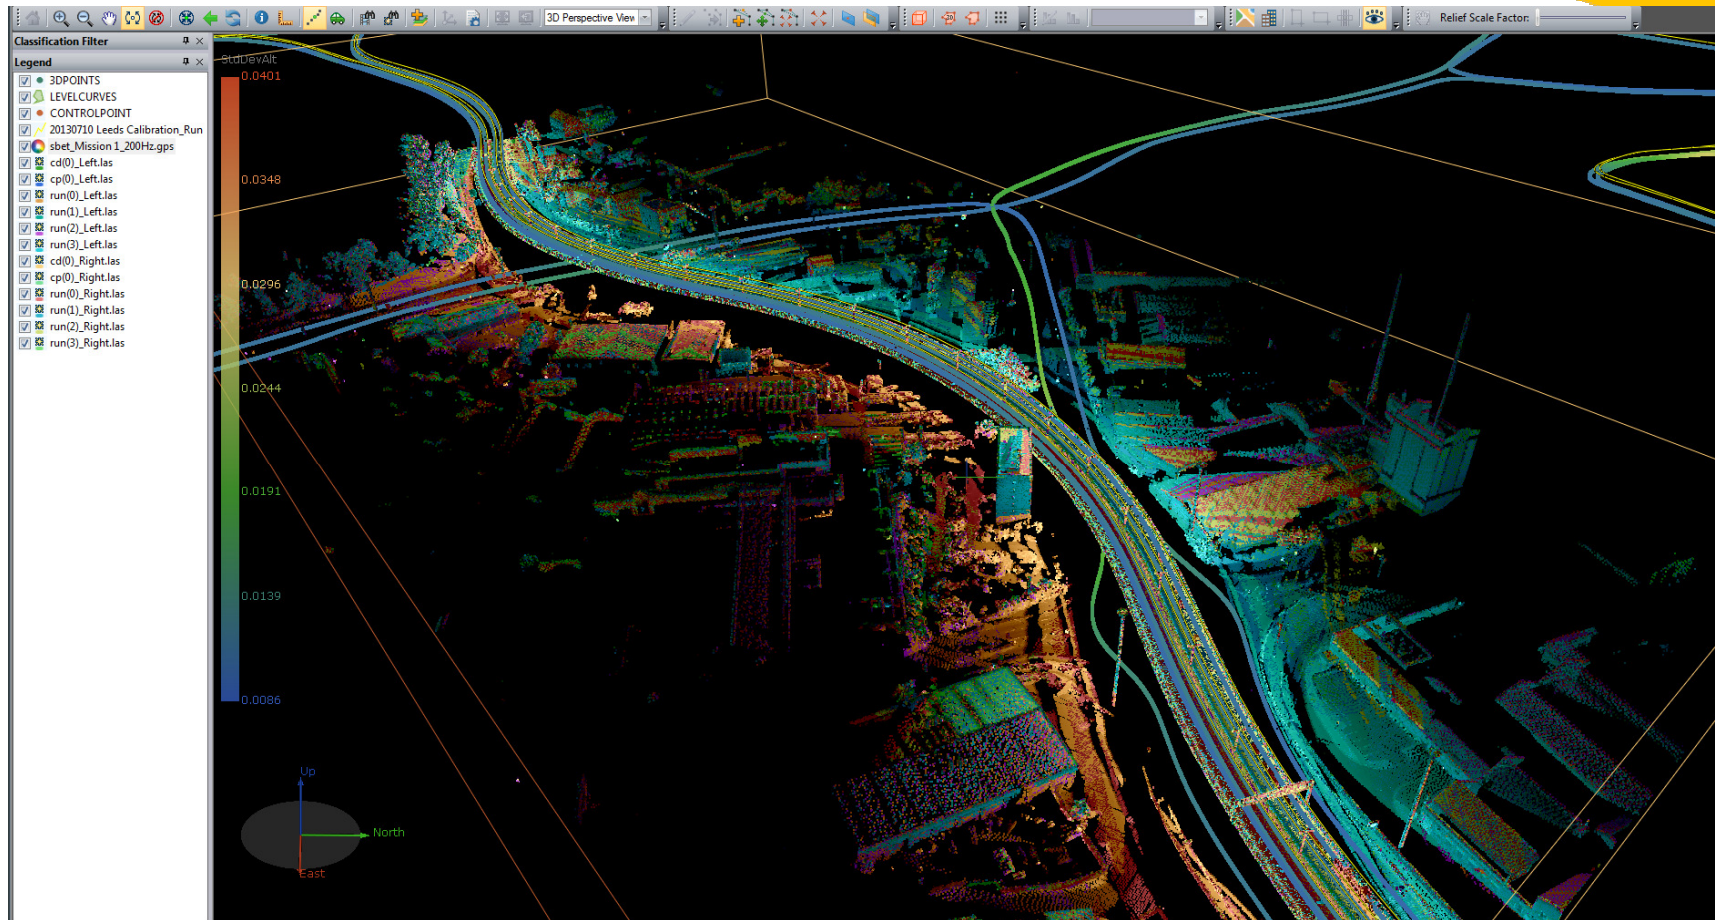 3D Perspective View
Relief Scale Factor:
Classification Filter
Legend
3DPOINTS
LEVELCURVES
CONTROLPOINT
20130710 Leeds Calibration_Run
sbet_Mission 1_200Hz.gps
cd(0)_Left.las
cp(0)_Left.las
run(0)_Left.las
run(1)_Left.las
run(2)_Left.las
run(3)_Left.las
cd(0)_Right.las
cp(0)_Right.las
run(0)_Right.las
run(1)_Right.las
run(2)_Right.las
run(3)_Right.las
StdDevAlt
0.0401
0.0348
0.0296
0.0244
0.0191
0.0139
0.0086
Up
North
East